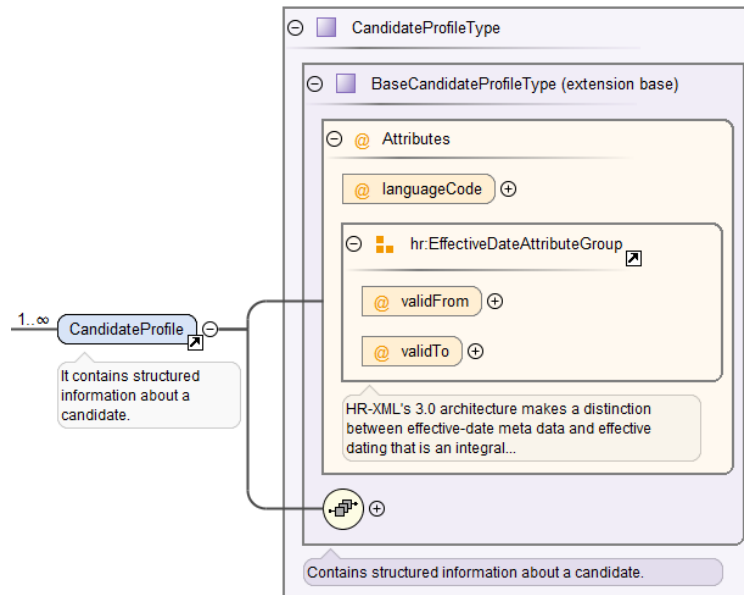 CandidateProfileType
BaseCandidateProfileType (extension base)
@ Attributes
@ languageCode
hr:EffectiveDateAttributeGroup
@ validFrom
@ validTo
1..∞
CandidateProfile
It contains structured
information about a
candidate.
HR-XML's 3.0 architecture makes a distinction
between effective-date meta data and effective
dating that is an integral...
Contains structured information about a candidate.